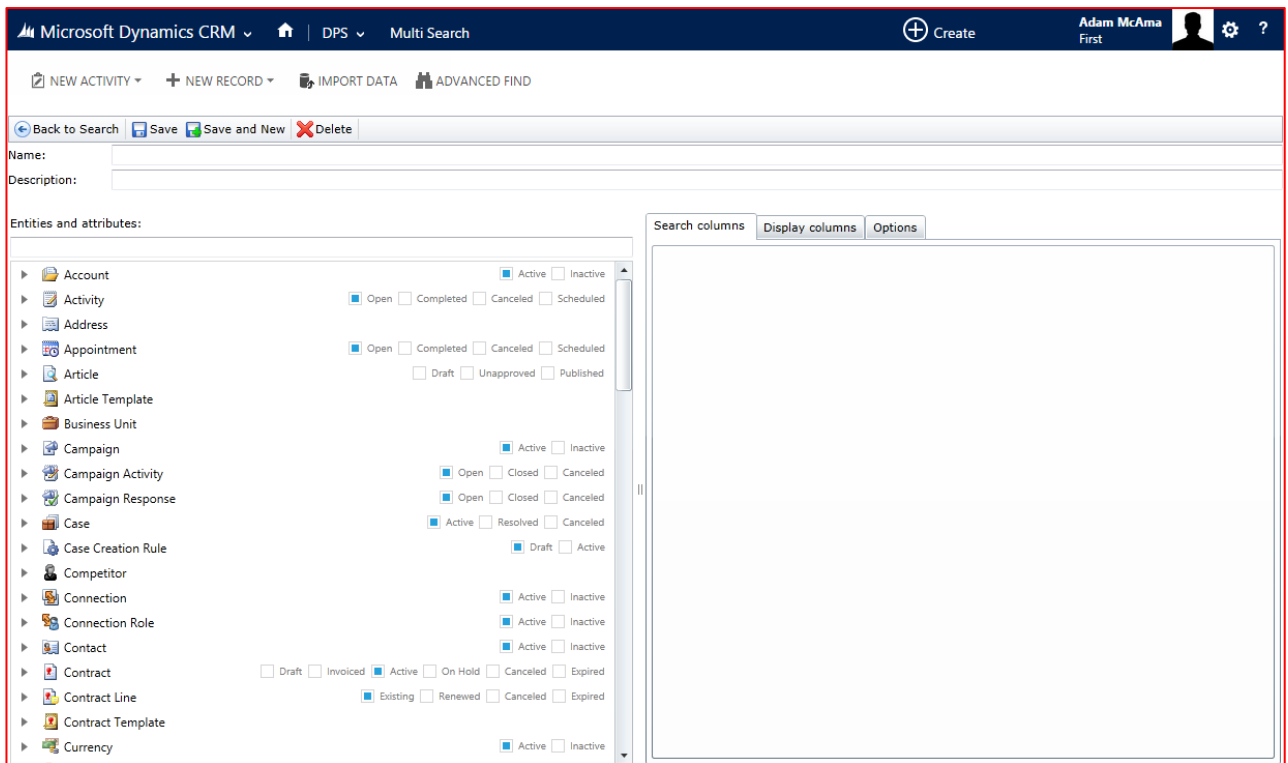 Microsoft Dynamics CRM DPS Multi Search Create Adam McAma
First ?
NEW ACTIVITY NEW RECORD IMPORT DATA ADVANCED FIND
Back to Search Save Save and New Delete
Name:
Description:
Entities and attributes:
Search columns Display columns Options
Account Active Inactive
Activity Open Completed Canceled Scheduled
Address
Appointment Open Completed Canceled Scheduled
Article Draft Unapproved Published
Article Template
Business Unit
Campaign Active Inactive
Campaign Activity Open Closed Canceled
Campaign Response Open Closed Canceled
Case Active Resolved Canceled
Case Creation Rule Draft Active
Competitor
Connection Active Inactive
Connection Role Active Inactive
Contact Active Inactive
Contract Draft Invoiced Active On Hold Canceled Expired
Contract Line Existing Renewed Canceled Expired
Contract Template
Currency Active Inactive